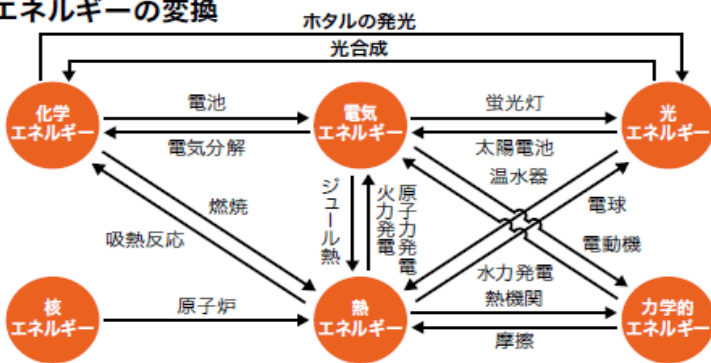 エネルギーの変換
ホタルの発光
光合成
化学
エネルギー
電池
電気分解
電気
エネルギー
蛍光灯
太陽電池
光
エネルギー
温水器
電球
電動機
水力発電
燃焼
吸熱反応
ジュール熱
原子力発電
火力発電
核
エネルギー
原子炉
熱
エネルギー
熱機関
摩擦
力学的
エネルギー